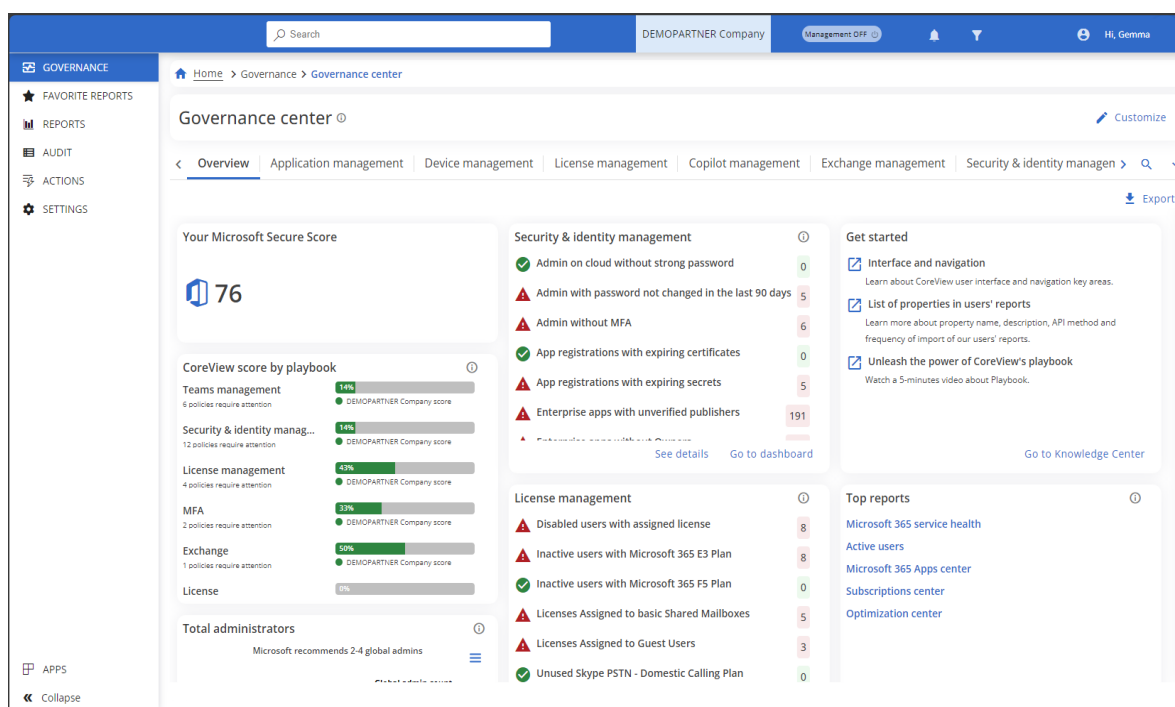 Search
DEMOPARTNER Company
Management OFF
Hi, Gemma
GOVERNANCE
FAVORITE REPORTS
REPORTS
AUDIT
ACTIONS
SETTINGS
APPS
Collapse
Home > Governance > Governance center
Governance center
Customize
Overview
Application management
Device management
License management
Copilot management
Exchange management
Security & identity managen
Export
Your Microsoft Secure Score
76
CoreView score by playbook
Teams management
6 policies require attention
14%
DEMOPARTNER Company score
Security & identity manag...
12 policies require attention
14%
DEMOPARTNER Company score
License management
4 policies require attention
43%
DEMOPARTNER Company score
MFA
2 policies require attention
33%
DEMOPARTNER Company score
Exchange
1 policies require attention
50%
DEMOPARTNER Company score
License
0%
Total administrators
Microsoft recommends 2-4 global admins
Global admin count
Security & identity management
Admin on cloud without strong password 0
Admin with password not changed in the last 90 days 5
Admin without MFA 6
App registrations with expiring certificates 0
App registrations with expiring secrets 5
Enterprise apps with unverified publishers 191
Enterprise apps without Owners
See details
Go to dashboard
License management
Disabled users with assigned license 8
Inactive users with Microsoft 365 E3 Plan 8
Inactive users with Microsoft 365 F5 Plan 0
Licenses Assigned to basic Shared Mailboxes 5
Licenses Assigned to Guest Users 3
Unused Skype PSTN - Domestic Calling Plan 0
Get started
Interface and navigation
Learn about CoreView user interface and navigation key areas.
List of properties in users' reports
Learn more about property name, description, API method and
frequency of import of our users' reports.
Unleash the power of CoreView's playbook
Watch a 5-minutes video about Playbook.
Go to Knowledge Center
Top reports
Microsoft 365 service health
Active users
Microsoft 365 Apps center
Subscriptions center
Optimization center